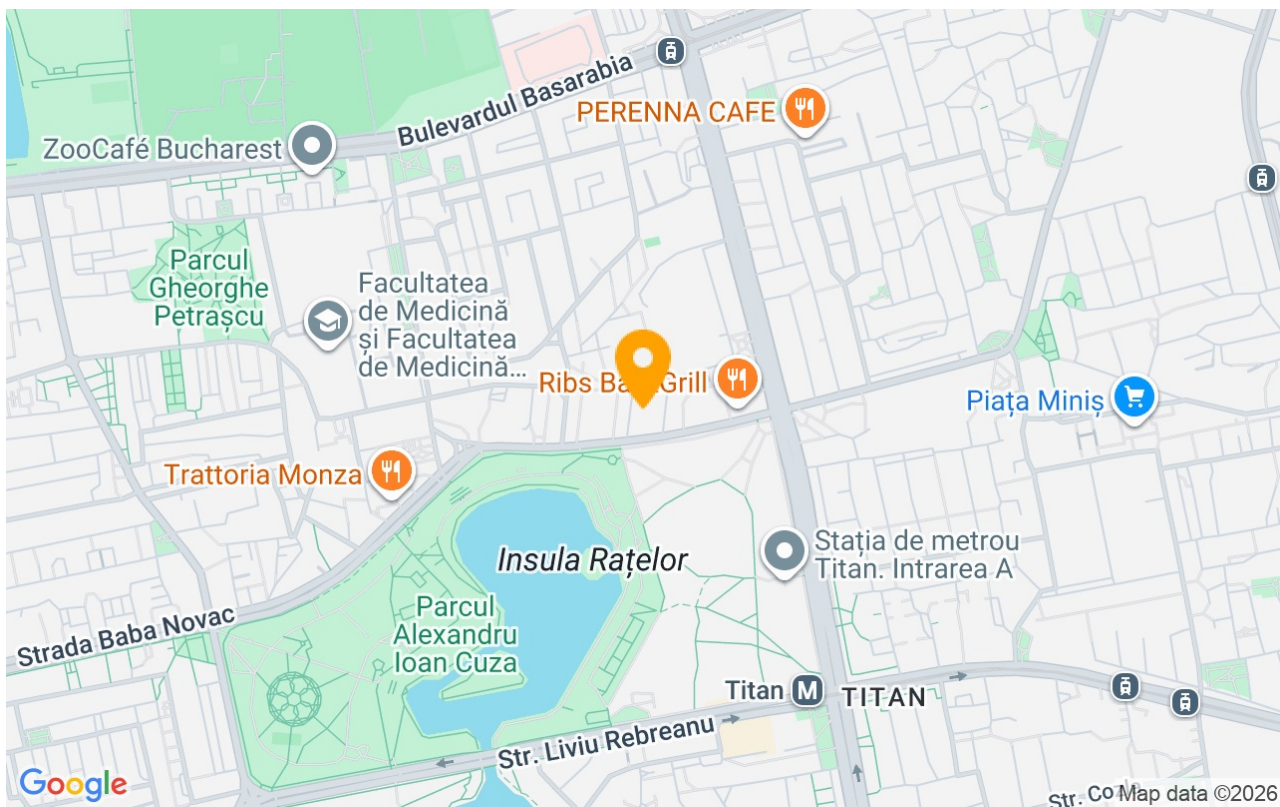 Bulevardul Basarabia
PERENNA CAFE
ZooCafé Bucharest
Parcul
Gheorghe
Petrașcu
Facultatea
de Medicină
și Facultatea
de Medicină...
Ribs Grill
Piața Miniș
Trattoria Monza
Insula Rațelor
Stația de metrou
Titan. Intrarea A
Parcul
Alexandru
Ioan Cuza
Strada Baba Novac
Titan M
TITAN
Str. Liviu Rebreanu
Google
Str.
Map data ©2026